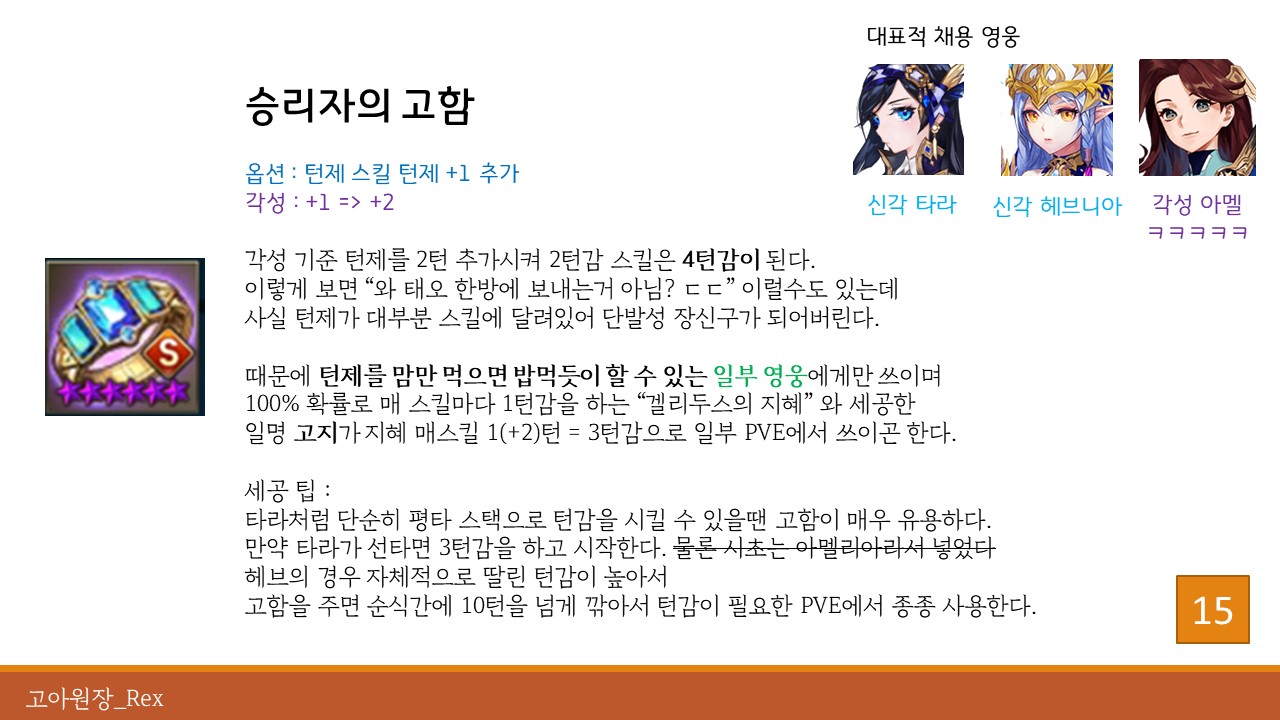 대표적 채용 영웅
승리자의 고함
옵션 : 턴제 스킬 턴제 +1 추가
각성 : +1 => +2
신각 타라
신각 헤브니아
각성 아멜
ㅋㅋㅋㅋㅋ
각성 기준 턴제를 2턴 추가시켜 2턴감 스킬은 4턴감이 된다.
이렇게 보면 “와 태오 한방에 보내는거 아님? ㄷㄷ” 이럴수도 있는데
사실 턴제가 대부분 스킬에 달려있어 단발성 장신구가 되어버린다.
때문에 턴제를 맘만 먹으면 밥먹듯이 할 수 있는 일부 영웅에게만 쓰이며
100% 확률로 매 스킬마다 1턴감을 하는 “겔리두스의 지혜” 와 세공한
일명 고지가 지혜 매스킬 1(+2)턴 = 3턴감으로 일부 PVE에서 쓰이곤 한다.
세공 팁 :
타라처럼 단순히 평타 스택으로 턴감을 시킬 수 있을땐 고함이 매우 유용하다.
만약 타라가 선타면 3턴감을 하고 시작한다. 물론 시초는 아멜리아리서 넣었다
헤브의 경우 자체적으로 딸린 턴감이 높아서
고함을 주면 순식간에 10턴을 넘게 깎아서 턴감이 필요한 PVE에서 종종 사용한다.
S
15
고아원장_Rex